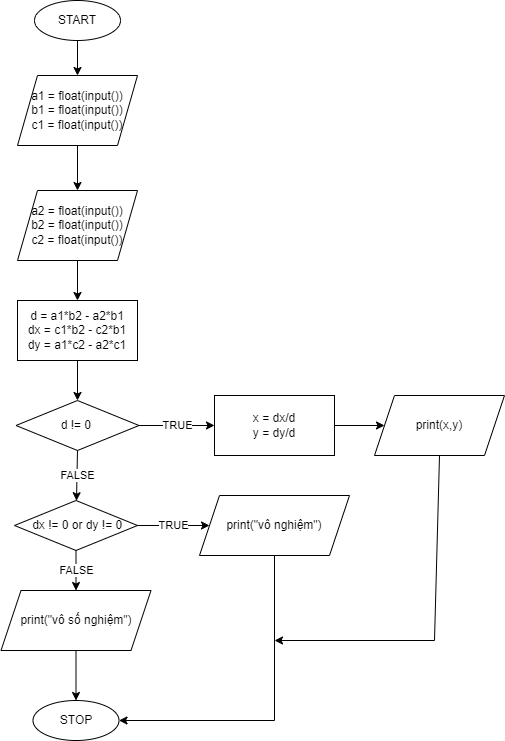 START
a1 = float(input())
b1 = float(input())
c1 = float(input())
a2 = float(input())
b2 = float(input())
c2 = float(input())
d = a1*b2 - a2*b1
dx = c1*b2 - c2*b1
dy = a1*c2 - a2*c1
d != 0
TRUE
x = dx/d
y = dy/d
print(x,y)
FALSE
dx != 0 or dy != 0
TRUE
print("vô nghiệm")
FALSE
print("vô số nghiệm")
STOP